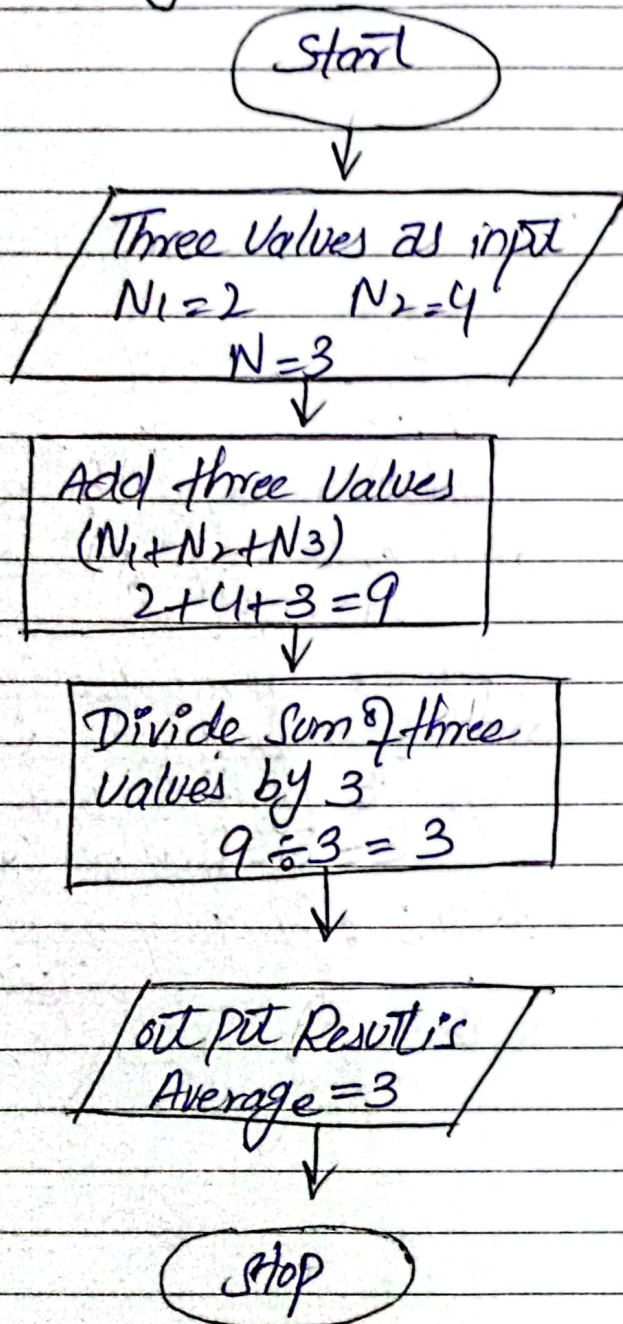 Start
Three Values as input
N1=2 N2=4
N=3
Add three Values
(N1+N2+N3)
2+4+3=9
Divide Sum of three
Values by 3
9÷3=3
out put Result is
Average=3
Stop